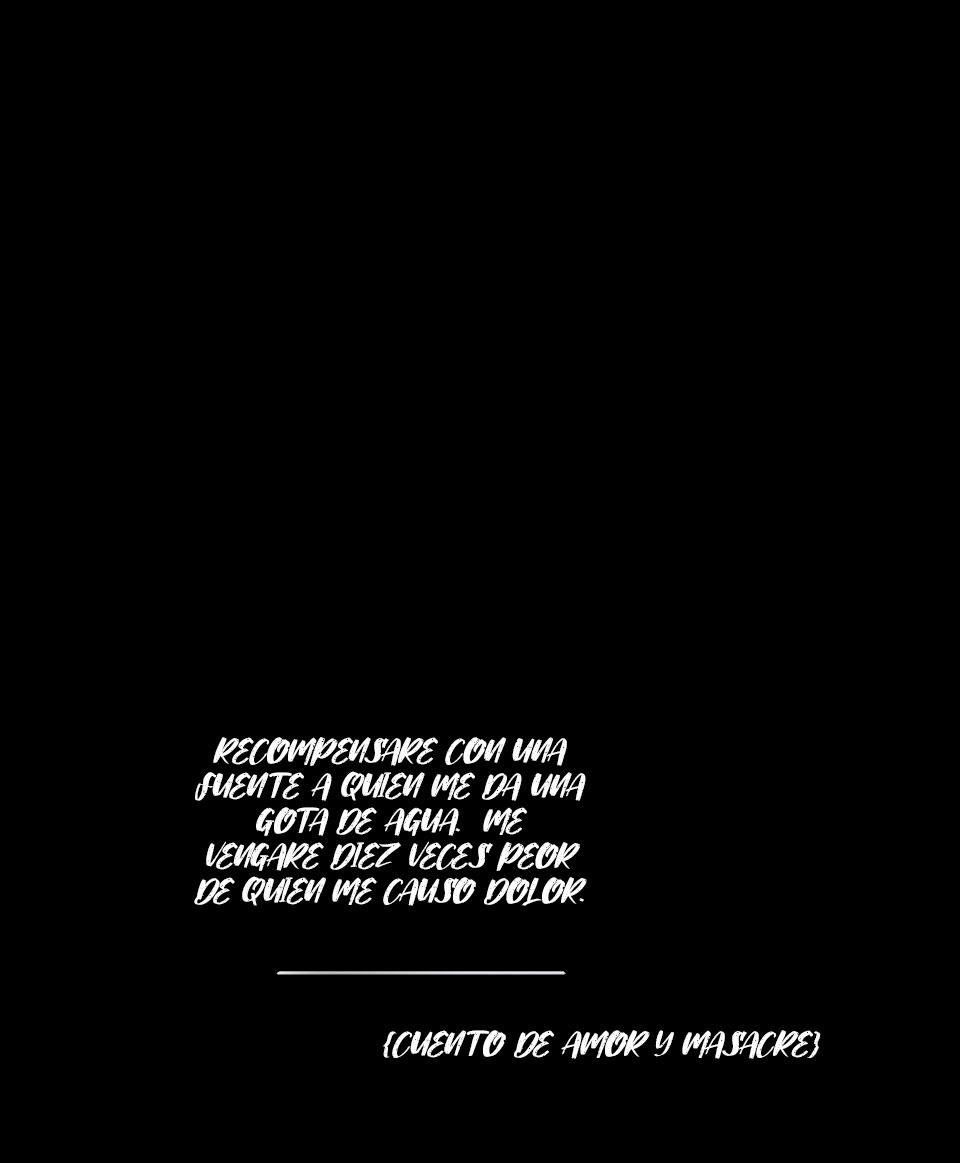 RECOMPENSARE CON UNA
FUENTE A QUIEN ME DA UNA
GOTA DE AGUA. ME
VENGARE DIEZ VECES PEOR
DE QUIEN ME CAUSO DOLOR.
{CUENTO DE AMOR Y MASACRE}